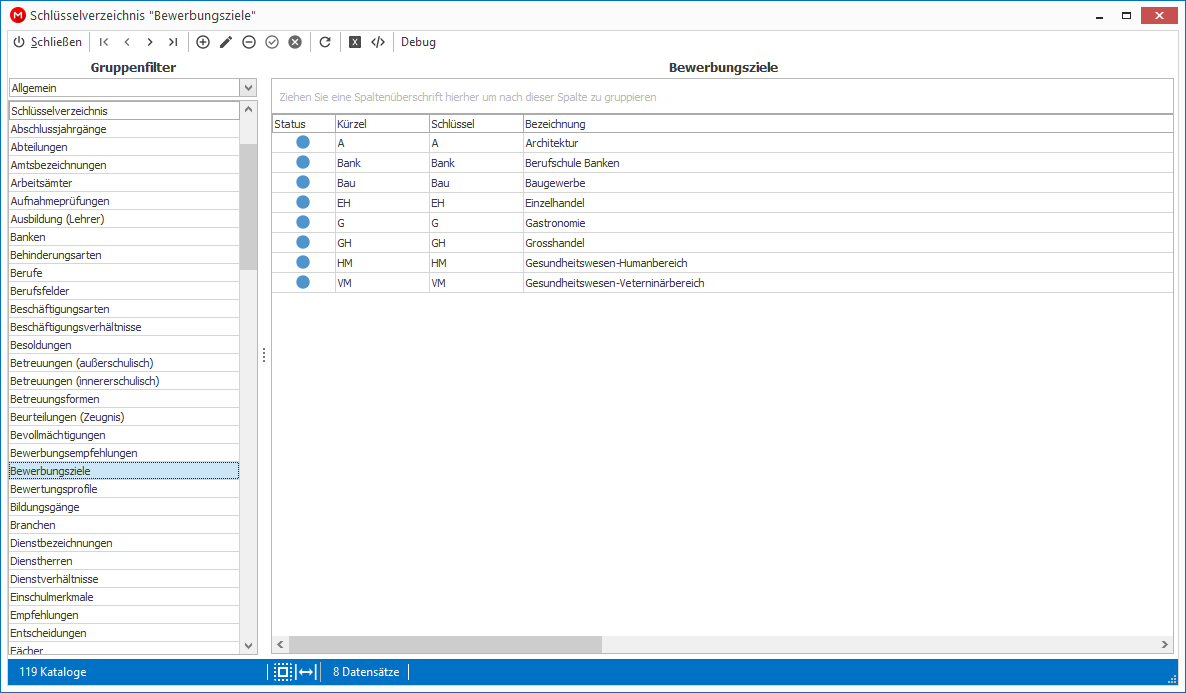 Schlüsselverzeichnis "Bewerbungsziele"
Schließen
Debug
Gruppenfilter
Allgemein
Schlüsselverzeichnis
Abschlussjahrgänge
Abteilungen
Amtsbezeichnungen
Arbeitsämter
Aufnahmeprüfungen
Ausbildung (Lehrer)
Banken
Behinderungsarten
Berufe
Berufsfelder
Beschäftigungsarten
Beschäftigungsverhältnisse
Besoldungen
Betreuungen (außerschulisch)
Betreuungen (innererschulisch)
Betreuungsformen
Beurteilungen (Zeugnis)
Bevollmächtigungen
Bewerbungsempfehlungen
Bewerbungsziele
Bewertungsprofile
Bildungsgänge
Branchen
Dienstbezeichnungen
Dienstherren
Dienstverhältnisse
Einschulmerkmale
Empfehlungen
Entscheidungen
Fächer
Bewerbungsziele
Ziehen Sie eine Spaltenüberschrift hierher um nach dieser Spalte zu gruppieren
Status Kürzel Schlüssel Bezeichnung
A A Architektur
Bank Bank Berufschule Banken
Bau Bau Baugewerbe
EH EH Einzelhandel
G G Gastronomie
GH GH Grosshandel
HM HM Gesundheitswesen-Humanbereich
VM VM Gesundheitswesen-Veterninärbereich
119 Kataloge
8 Datensätze